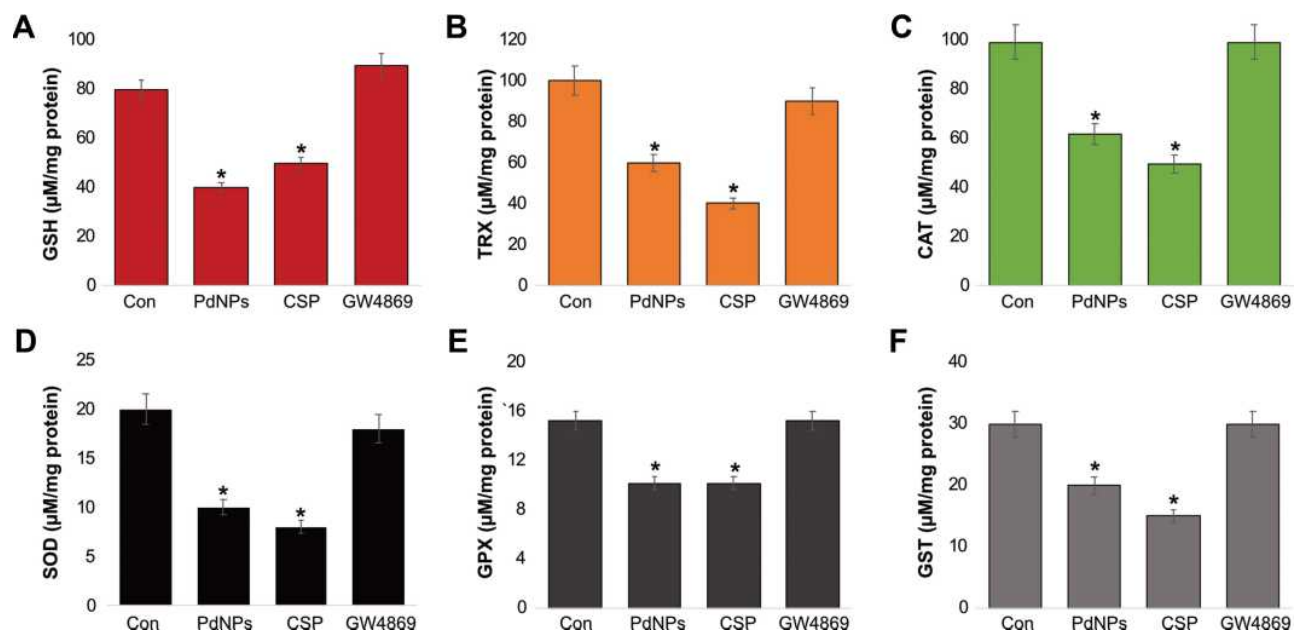 A
GSH (µM/mg protein)
100
80
60
40
20
0
*
*
Con PdNPs CSP GW4869
B
TRX (µM/mg protein)
120
100
80
60
40
20
0
*
*
Con PdNPs CSP GW4869
C
CAT (µM/mg protein)
100
80
60
40
20
0
*
*
Con PdNPs CSP GW4869
D
SOD (µM/mg protein)
25
20
15
10
5
0
*
*
Con PdNPs CSP GW4869
E
GPX (µM/mg protein)
20
`16
12
8
4
0
*
*
Con PdNPs CSP GW4869
F
GST (µM/mg protein)
40
30
20
10
0
*
*
Con PdNPs CSP GW4869